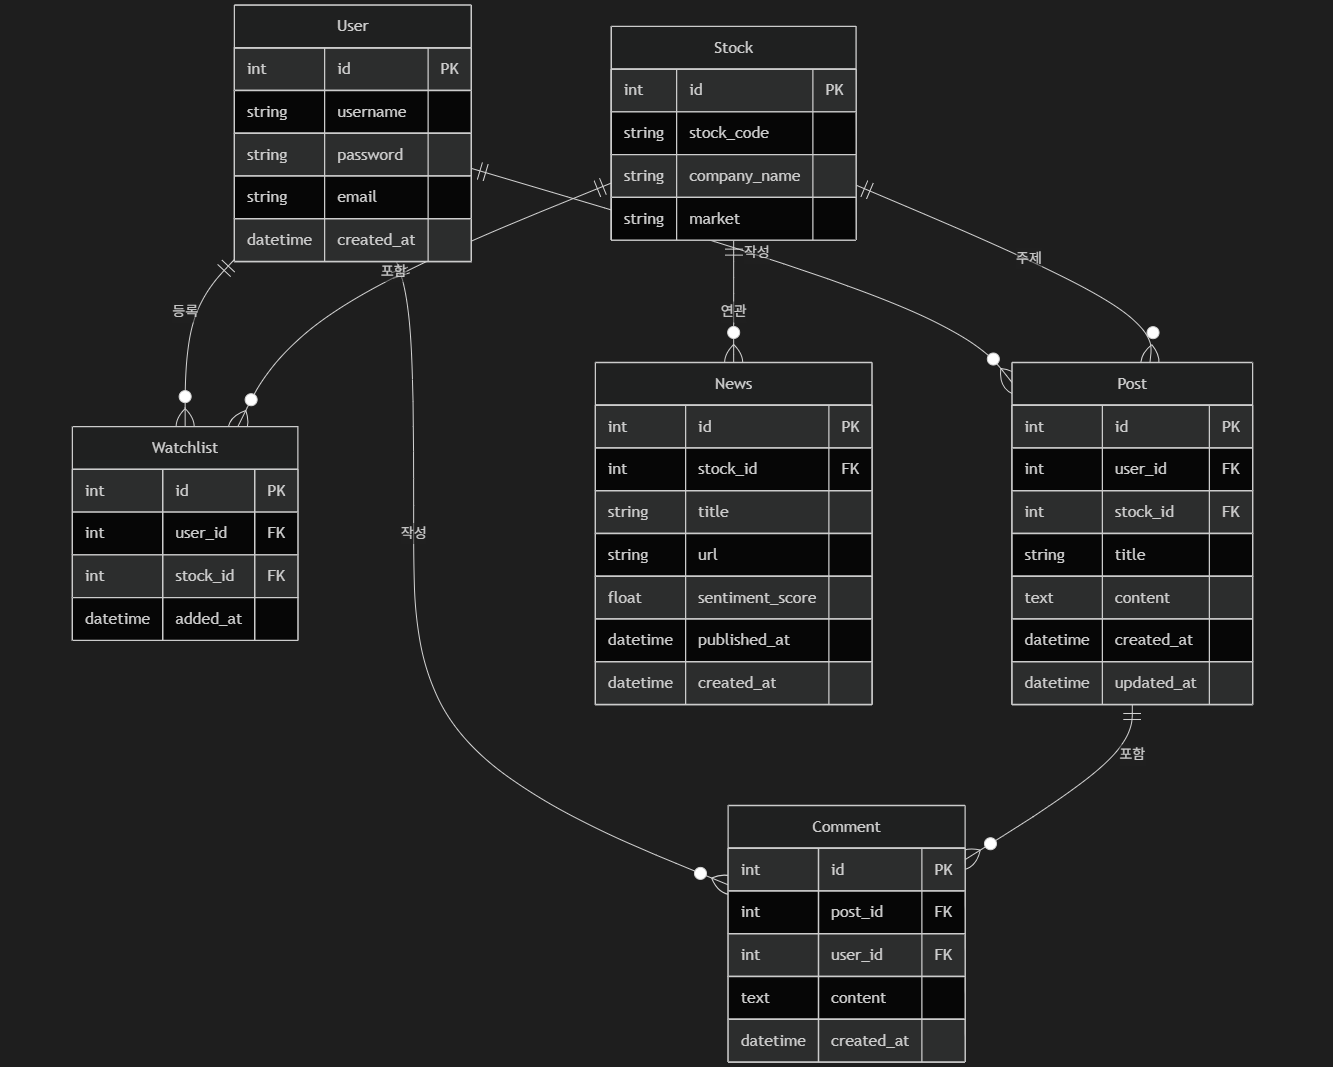 User
int id PK
string username
string password
string email
datetime created_at
Stock
int id PK
string stock_code
string company_name
string market
작성
포함
주제
등록
연관
News
int id PK
int stock_id FK
string title
string url
float sentiment_score
datetime published_at
datetime created_at
Post
int id PK
int user_id FK
int stock_id FK
string title
text content
datetime created_at
datetime updated_at
Watchlist
int id PK
int user_id FK
int stock_id FK
datetime added_at
작성
포함
Comment
int id PK
int post_id FK
int user_id FK
text content
datetime created_at